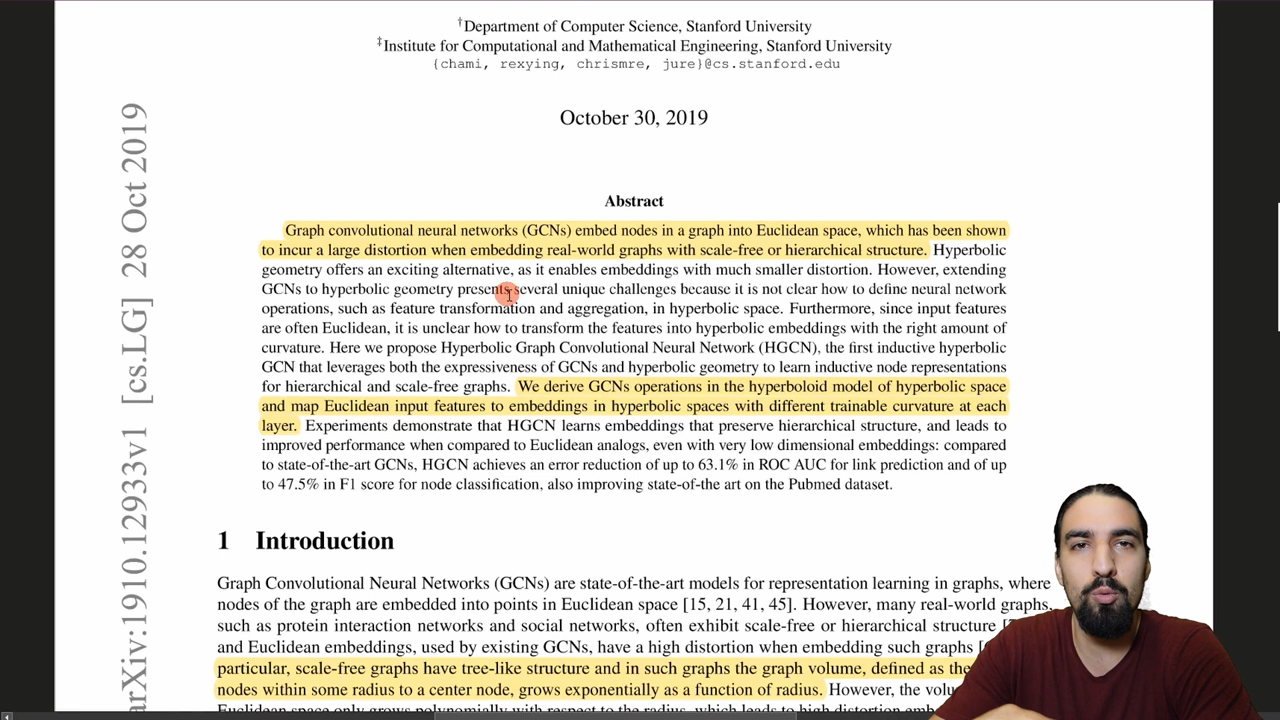 †Department of Computer Science, Stanford University
‡Institute for Computational and Mathematical Engineering, Stanford University
{chami, rexying, chrismre, jure}@cs.stanford.edu
October 30, 2019
arXiv:1910.12933v1 [cs.LG] 28 Oct 2019
Abstract
Graph convolutional neural networks (GCNs) embed nodes in a graph into Euclidean space, which has been shown
to incur a large distortion when embedding real-world graphs with scale-free or hierarchical structure. Hyperbolic
geometry offers an exciting alternative, as it enables embeddings with much smaller distortion. However, extending
GCNs to hyperbolic geometry presents several unique challenges because it is not clear how to define neural network
operations, such as feature transformation and aggregation, in hyperbolic space. Furthermore, since input features
are often Euclidean, it is unclear how to transform the features into hyperbolic embeddings with the right amount of
curvature. Here we propose Hyperbolic Graph Convolutional Neural Network (HGCN), the first inductive hyperbolic
GCN that leverages both the expressiveness of GCNs and hyperbolic geometry to learn inductive node representations
for hierarchical and scale-free graphs. We derive GCNs operations in the hyperboloid model of hyperbolic space
and map Euclidean input features to embeddings in hyperbolic spaces with different trainable curvature at each
layer. Experiments demonstrate that HGCN learns embeddings that preserve hierarchical structure, and leads to
improved performance when compared to Euclidean analogs, even with very low dimensional embeddings: compared
to state-of-the-art GCNs, HGCN achieves an error reduction of up to 63.1% in ROC AUC for link prediction and of up
to 47.5% in F1 score for node classification, also improving state-of-the art on the Pubmed dataset.
1 Introduction
Graph Convolutional Neural Networks (GCNs) are state-of-the-art models for representation learning in graphs, where
nodes of the graph are embedded into points in Euclidean space [15, 21, 41, 45]. However, many real-world graphs,
such as protein interaction networks and social networks, often exhibit scale-free or hierarchical structure
and Euclidean embeddings, used by existing GCNs, have a high distortion when embedding such graphs
particular, scale-free graphs have tree-like structure and in such graphs the graph volume, defined as the
nodes within some radius to a center node, grows exponentially as a function of radius. However, the
Euclidean space only grows polynomially with respect to the radius, which leads to high distortion